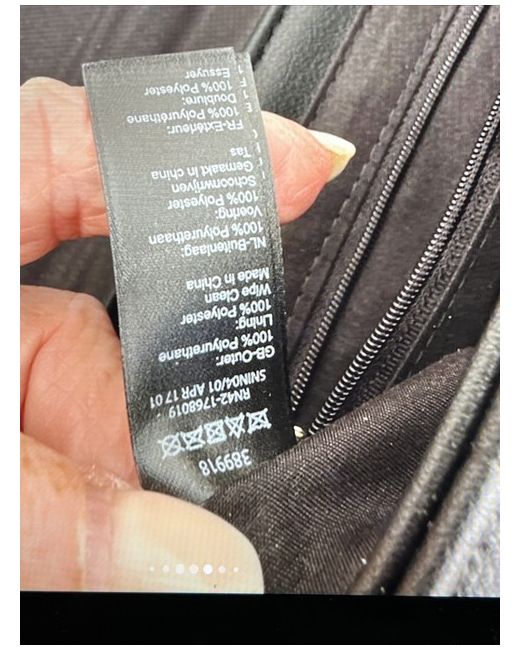 389918
RN42-1768019
SNIN04/01 APR 17 01
GB-Outer:
100% Polyurethane
Lining:
100% Polyester
Wipe Clean
Made in China
NL-Buitenlaag:
100% Polyurethaan
Voering:
100% Polyester
Schoonwrijven
Gemaakt in china
Tas
FR-Extérieur:
100% Polyuréthane
Doublure:
100% Polyester
Essuyer